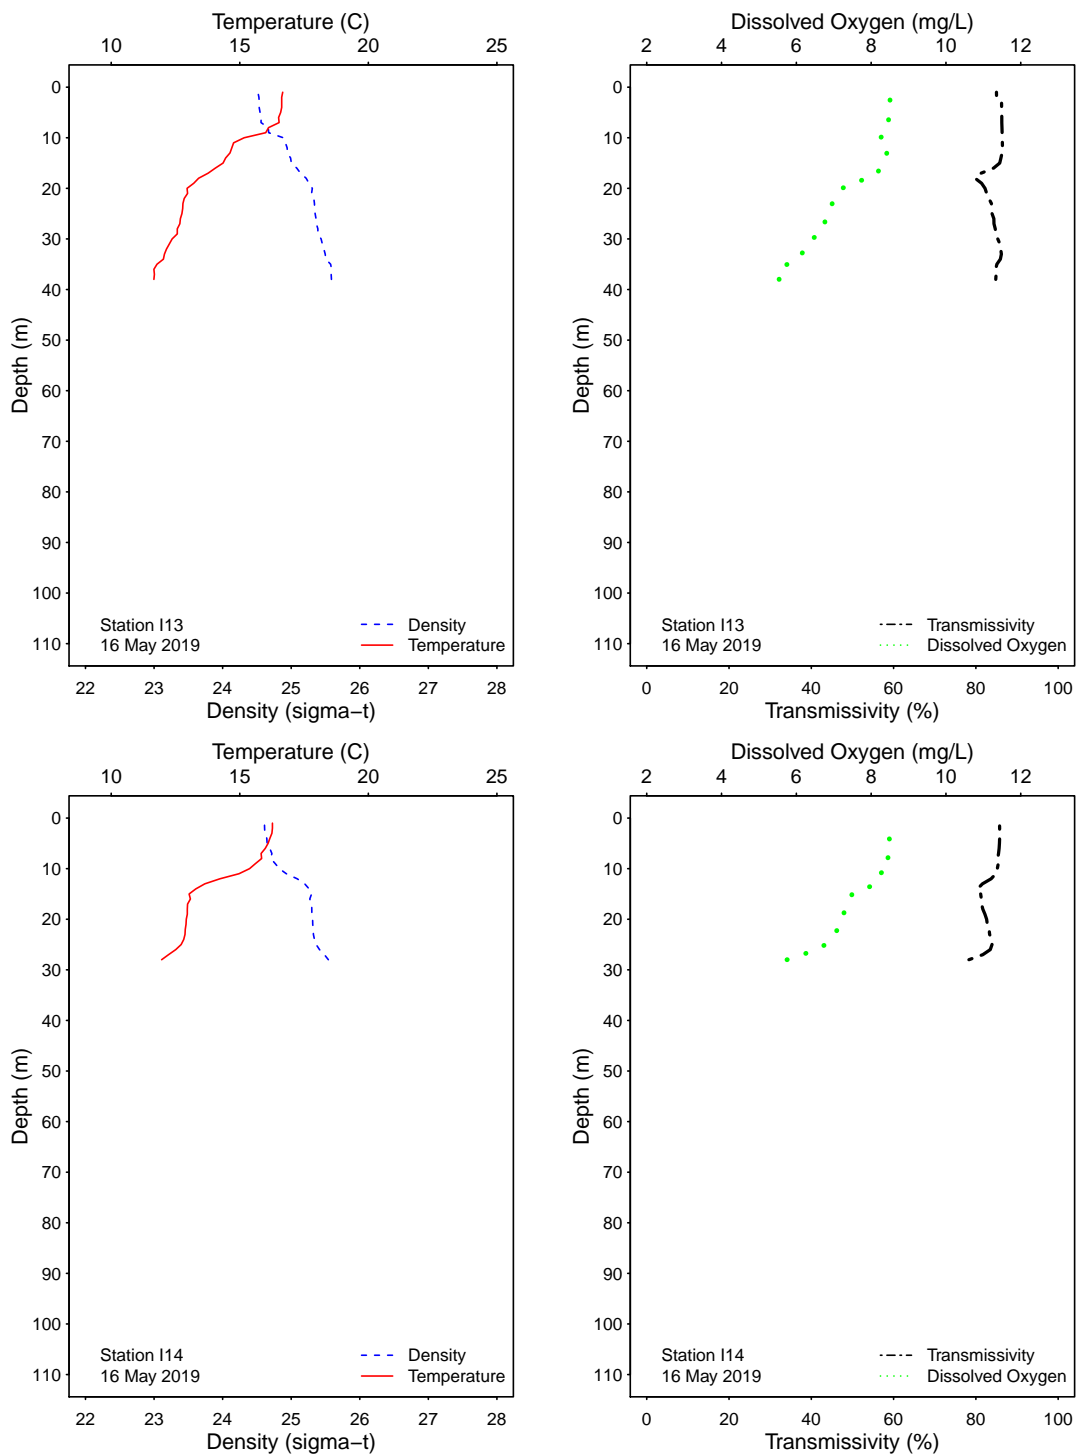 Temperature (C)
10 15 20 25
0
10
20
30
40
50
60
70
80
90
100
110
Depth (m)
Station I13
16 May 2019
Density
Temperature
22 23 24 25 26 27 28
Density (sigma−t)
Dissolved Oxygen (mg/L)
2 4 6 8 10 12
0
10
20
30
40
50
60
70
80
90
100
110
Depth (m)
Station I13
16 May 2019
Transmissivity
Dissolved Oxygen
0 20 40 60 80 100
Transmissivity (%)
Temperature (C)
10 15 20 25
0
10
20
30
40
50
60
70
80
90
100
110
Depth (m)
Station I14
16 May 2019
Density
Temperature
22 23 24 25 26 27 28
Density (sigma−t)
Dissolved Oxygen (mg/L)
2 4 6 8 10 12
0
10
20
30
40
50
60
70
80
90
100
110
Depth (m)
Station I14
16 May 2019
Transmissivity
Dissolved Oxygen
0 20 40 60 80 100
Transmissivity (%)